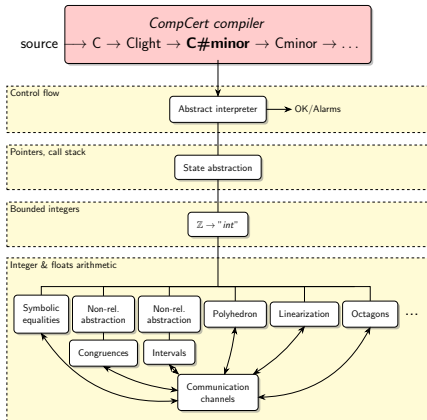 CompCert compiler
source → C → Clight → C#minor → Cminor → ...
Control flow
Abstract interpreter → OK/Alarms
Pointers, call stack
State abstraction
Bounded integers
ℤ → "int"
Integer & floats arithmetic
Symbolic
equalities
Non-rel.
abstraction
Non-rel.
abstraction
Polyhedron
Linearization
Octagons
...
Congruences
Intervals
Communication
channels